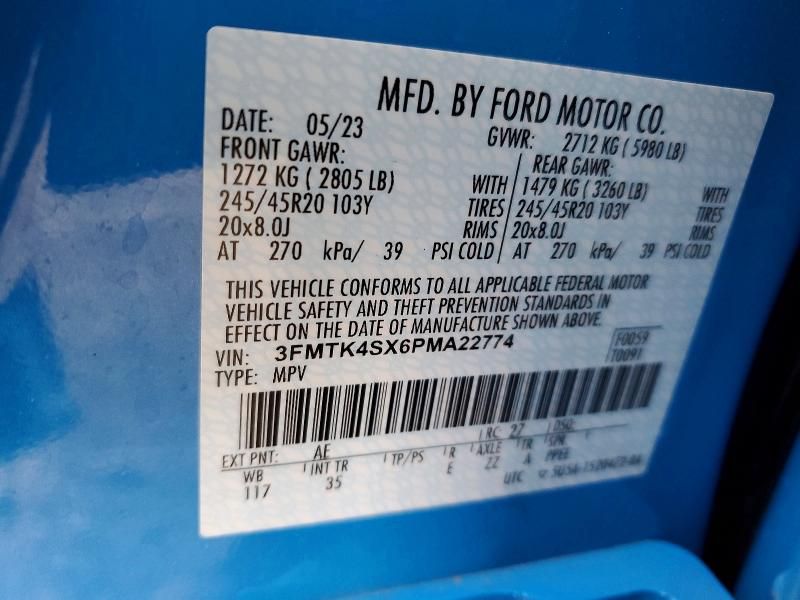 MFD. BY FORD MOTOR CO.
DATE: 05/23 GVWR: 2712 KG ( 5980 LB)
FRONT GAWR: REAR GAWR:
1272 KG ( 2805 LB) WITH 1479 KG ( 3260 LB) WITH
245/45R20 103Y TIRES 245/45R20 103Y TIRES
20x8.0J RIMS 20x8.0J RIMS
AT 270 kPa/ 39 PSI COLD AT 270 kPa/ 39 PSI COLD
THIS VEHICLE CONFORMS TO ALL APPLICABLE FEDERAL MOTOR
VEHICLE SAFETY AND THEFT PREVENTION STANDARDS IN
EFFECT ON THE DATE OF MANUFACTURE SHOWN ABOVE.
VIN: 3FMTK4SX6PMA22774 F0059
TYPE: MPV T0091
EXT PNT: AE RC: 27 DSO:
WB INT TR TP/PS R AXLE TR SPR
117 35 E ZZ A
UTC